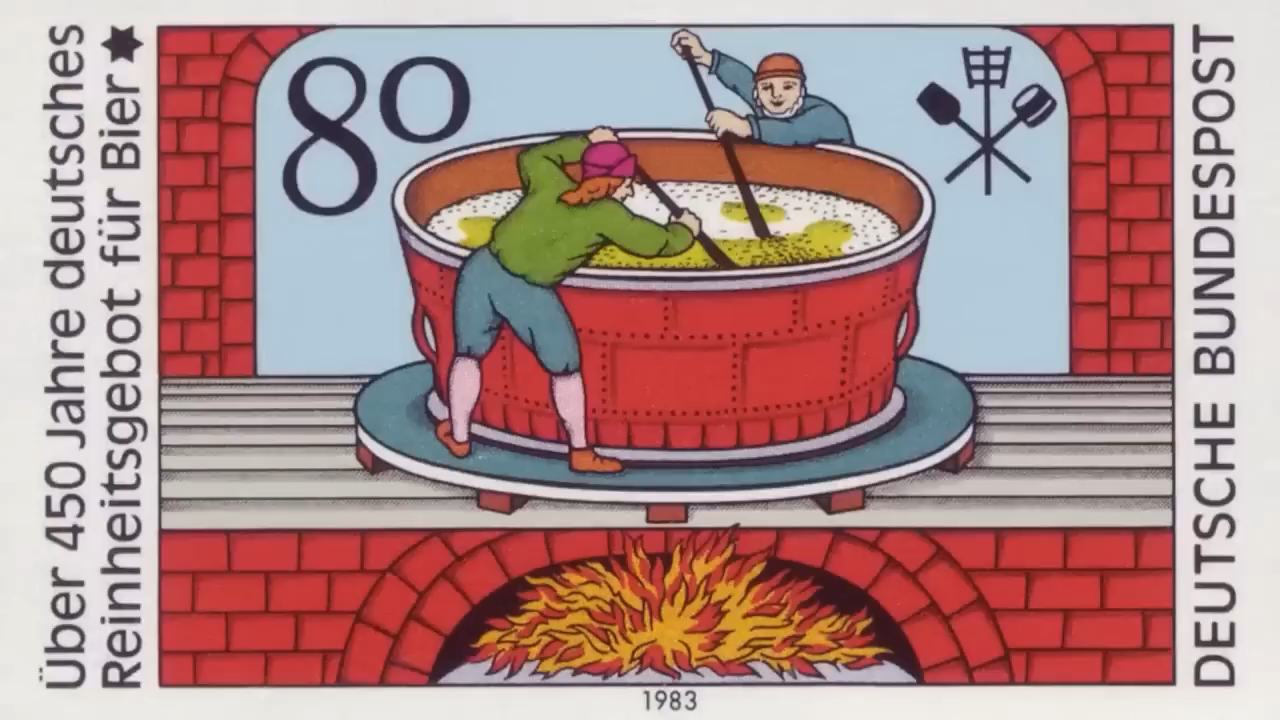 Über 450 Jahre deutsches
Reinheitsgebot für Bier
80
DEUTSCHE BUNDESPOST
1983